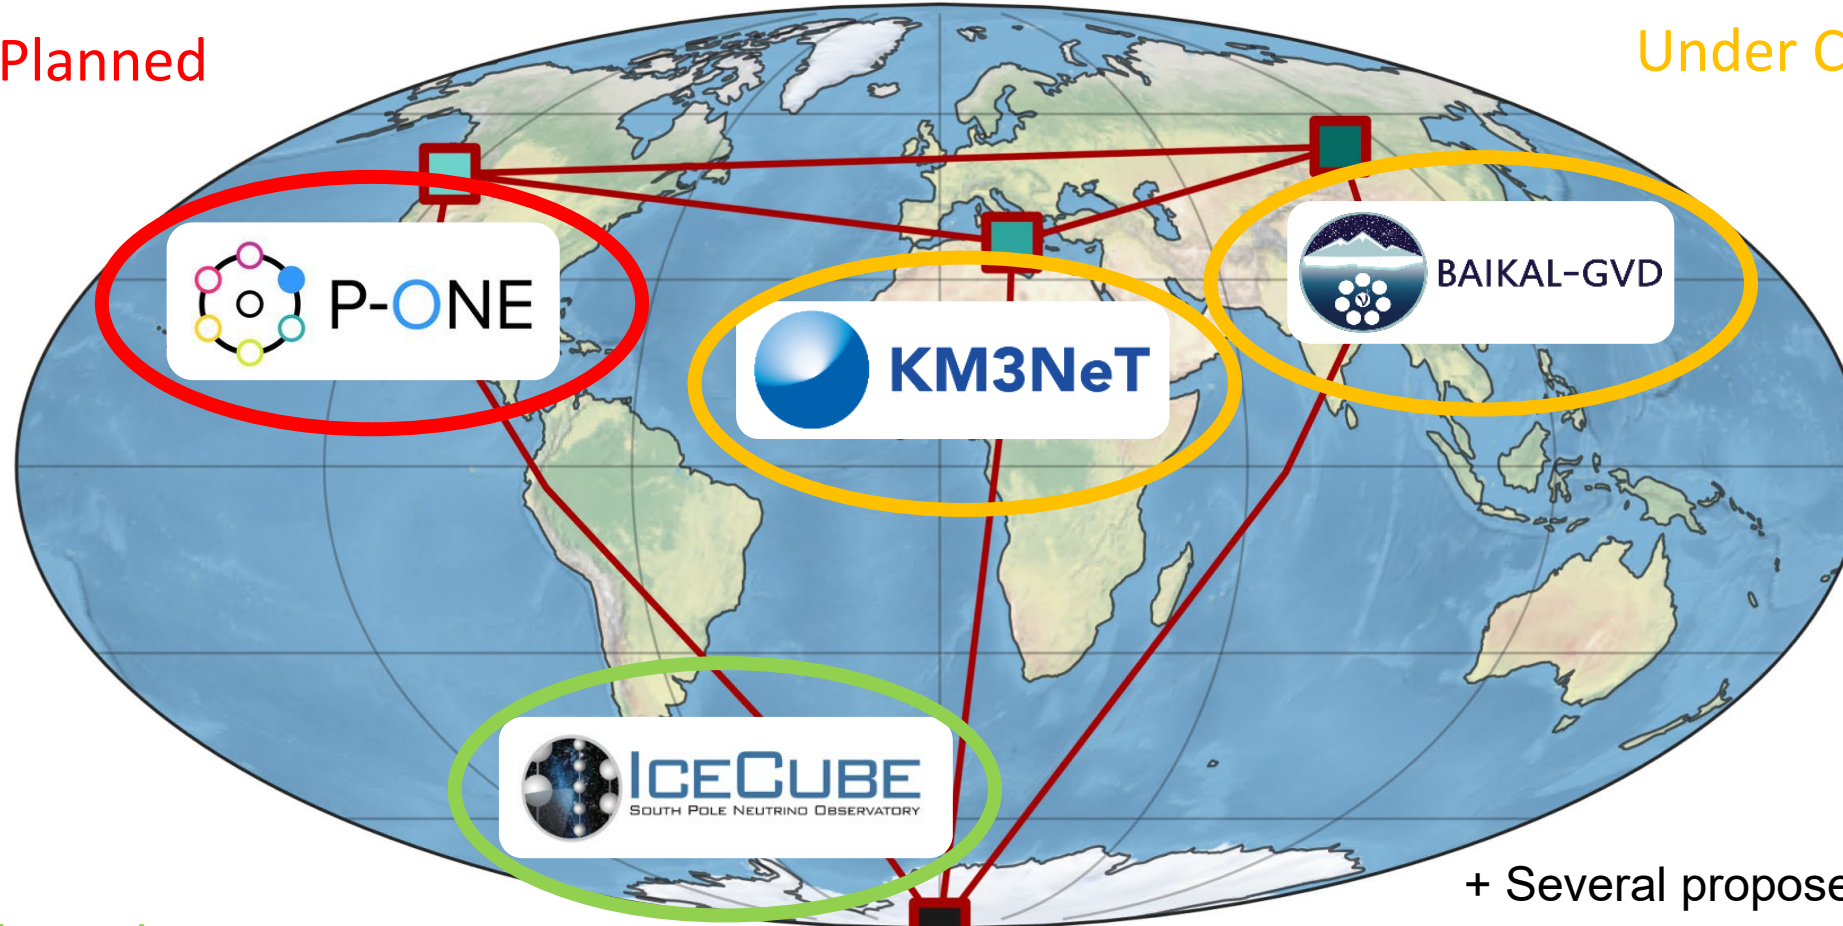 Planned
Under C
P-ONE
BAIKAL-GVD
KM3NeT
ICECUBE
SOUTH POLE NEUTRINO OBSERVATORY
+ Several propose